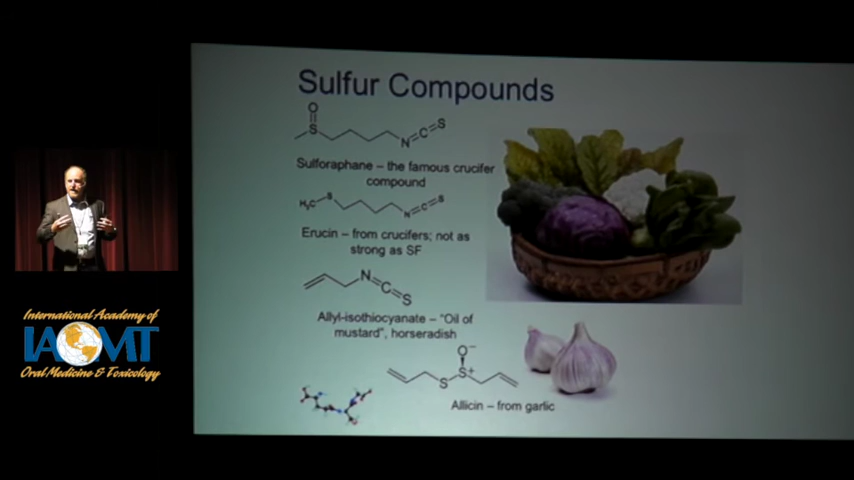 Sulfur Compounds
O
S
N
C
S
Sulforaphane – the famous crucifer
compound
H₃C
S
N
C
S
Erucin – from crucifers; not as
strong as SF
N
C
S
Allyl-isothiocyanate – "Oil of
mustard", horseradish
O⁻
S
S⁺
Allicin – from garlic
International Academy of
IAOMT
Oral Medicine & Toxicology